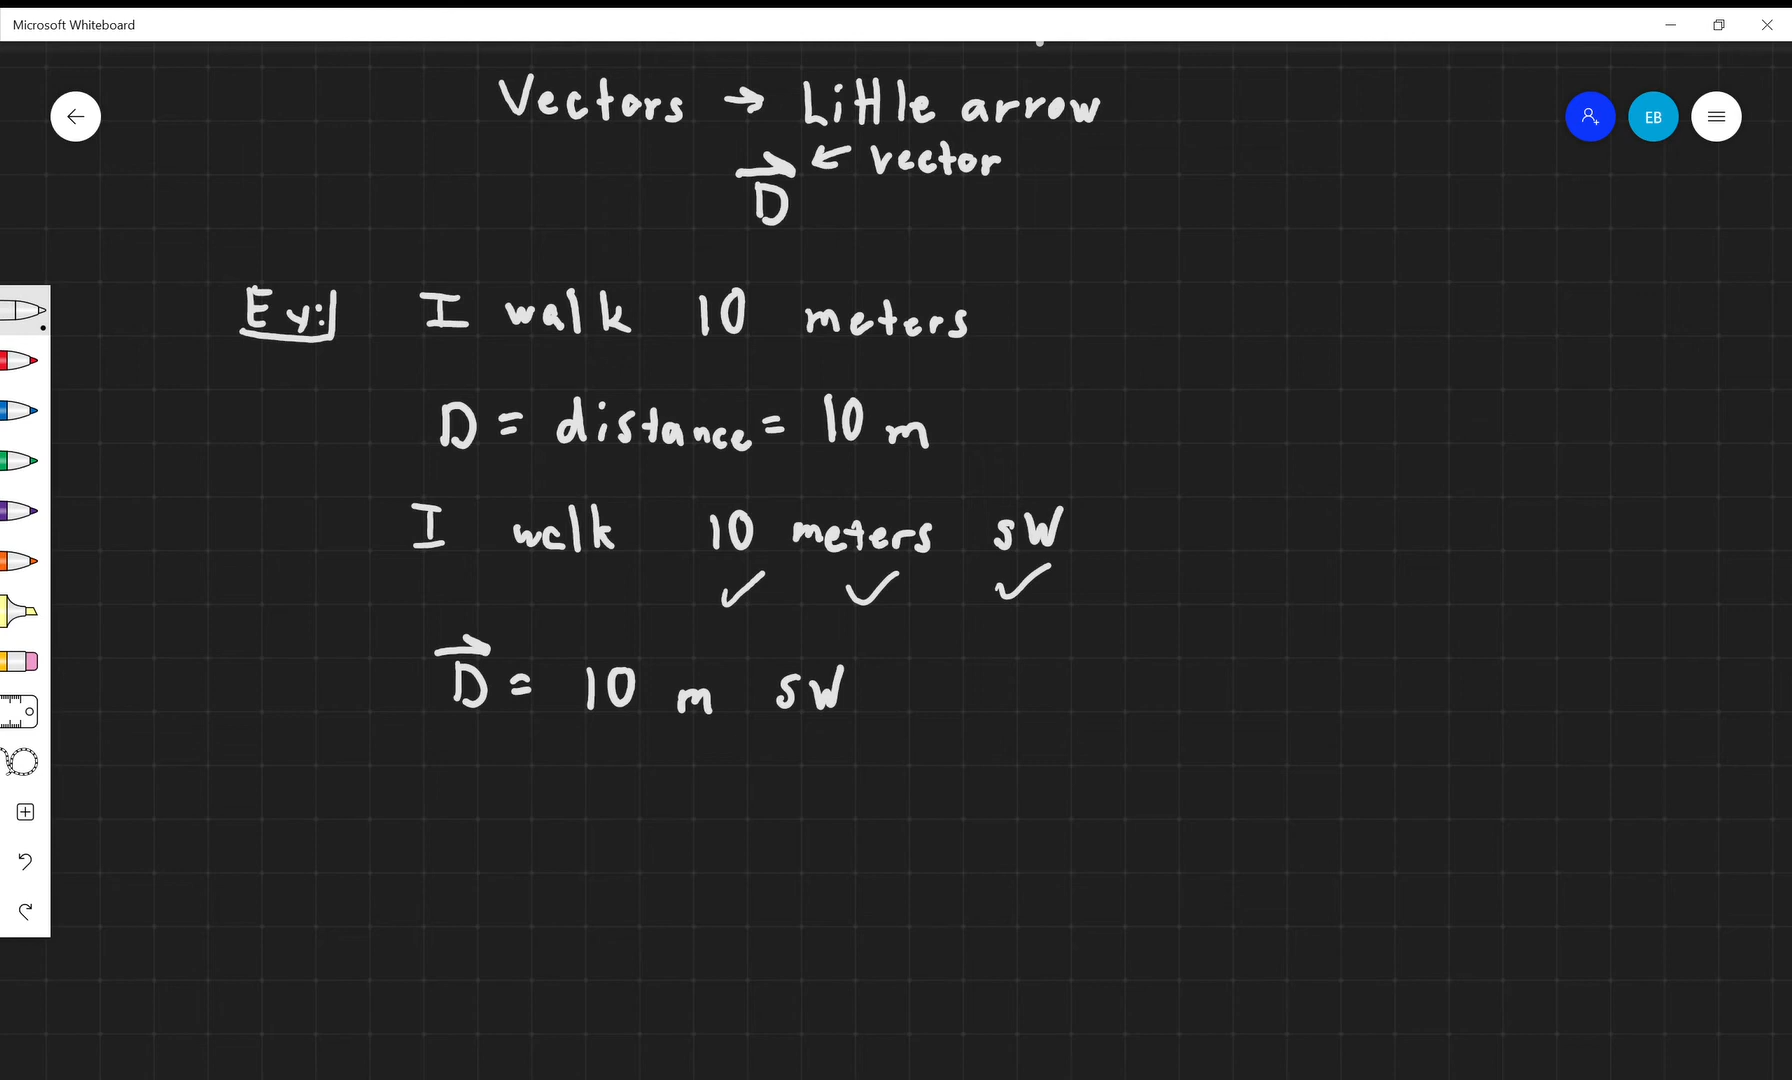 Microsoft Whiteboard
Vectors → Little arrow
D⃗ ← vector
EB
Ex:| I walk 10 meters
D = distance = 10 m
I walk 10 meters SW
✓ ✓ ✓
D⃗ = 10 m SW